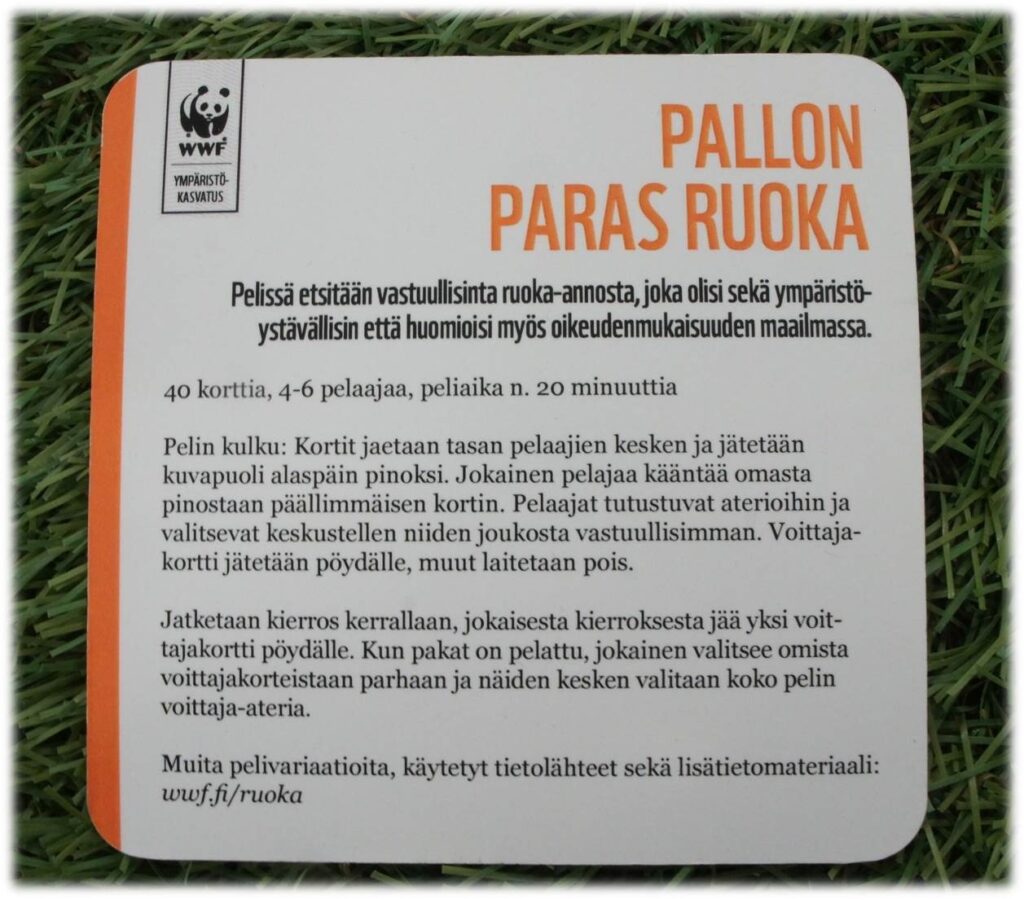 WWF
YMPÄRISTÖ-
KASVATUS
PALLON
PARAS RUOKA
Pelissä etsitään vastuullisinta ruoka-annosta, joka olisi sekä ympäristö-
ystävällisin että huomioisi myös oikeudenmukaisuuden maailmassa.
40 korttia, 4-6 pelaajaa, peliaika n. 20 minuuttia
Pelin kulku: Kortit jaetaan tasan pelaajien kesken ja jätetään
kuvapuoli alaspäin pinoksi. Jokainen pelajaa kääntää omasta
pinostaan päällimmäisen kortin. Pelaajat tutustuvat aterioihin ja
valitsevat keskustellen niiden joukosta vastuullisimman. Voittaja-
kortti jätetään pöydälle, muut laitetaan pois.
Jatketaan kierros kerrallaan, jokaisesta kierroksesta jää yksi voit-
tajakortti pöydälle. Kun pakat on pelattu, jokainen valitsee omista
voittajakorteistaan parhaan ja näiden kesken valitaan koko pelin
voittaja-ateria.
Muita pelivariaatioita, käytetyt tietolähteet sekä lisätietomateriaali:
wwf.fi/ruoka